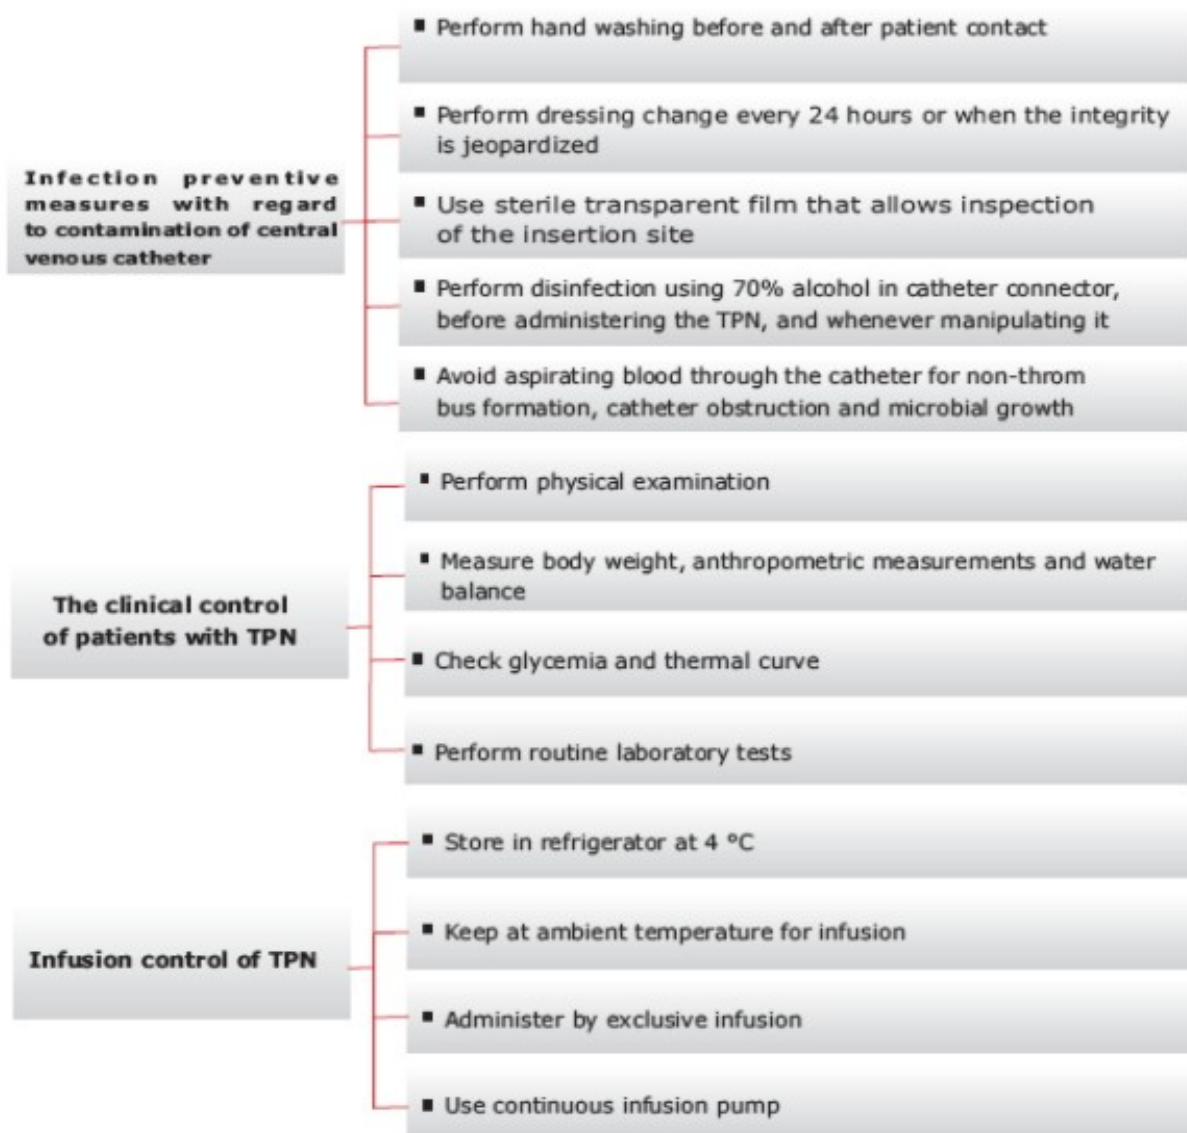 Infection preventive
measures with regard
to contamination of central
venous catheter
▪ Perform hand washing before and after patient contact
▪ Perform dressing change every 24 hours or when the integrity
is jeopardized
▪ Use sterile transparent film that allows inspection
of the insertion site
▪ Perform disinfection using 70% alcohol in catheter connector,
before administering the TPN, and whenever manipulating it
▪ Avoid aspirating blood through the catheter for non-throm
bus formation, catheter obstruction and microbial growth
The clinical control
of patients with TPN
▪ Perform physical examination
▪ Measure body weight, anthropometric measurements and water
balance
▪ Check glycemia and thermal curve
▪ Perform routine laboratory tests
Infusion control of TPN
▪ Store in refrigerator at 4 °C
▪ Keep at ambient temperature for infusion
▪ Administer by exclusive infusion
▪ Use continuous infusion pump